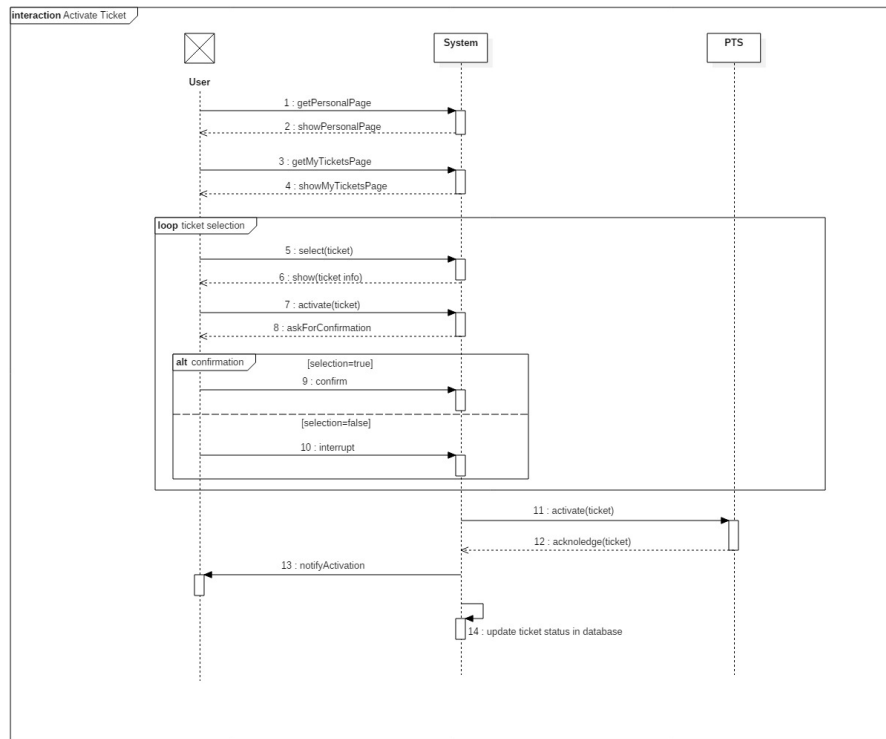 interaction Activate Ticket
System
PTS
User
1 : getPersonalPage
2 : showPersonalPage
3 : getMyTicketsPage
4 : showMyTicketsPage
loop ticket selection
5 : select(ticket)
6 : show(ticket info)
7 : activate(ticket)
8 : askForConfirmation
alt confirmation
[selection=true]
9 : confirm
[selection=false]
10 : interrupt
11 : activate(ticket)
12 : acknoledge(ticket)
13 : notifyActivation
14 : update ticket status in database